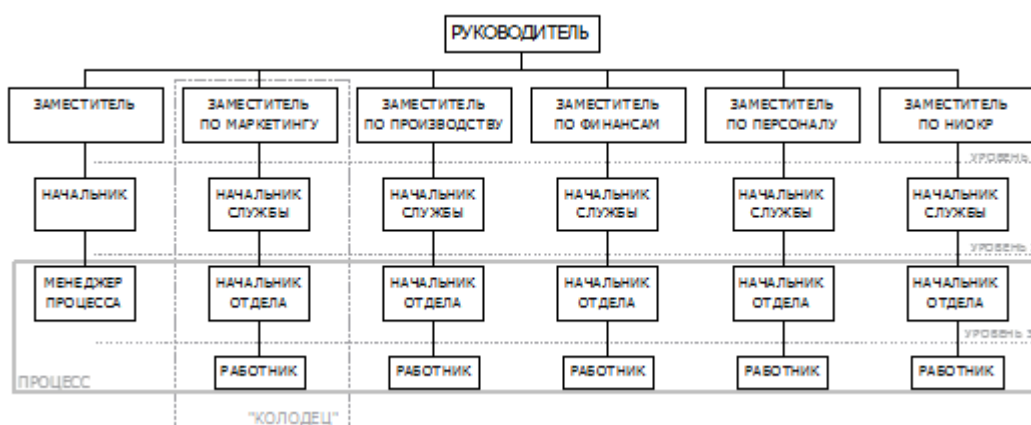 РУКОВОДИТЕЛЬ
ЗАМЕСТИТЕЛЬ
ЗАМЕСТИТЕЛЬ
ПО МАРКЕТИНГУ
ЗАМЕСТИТЕЛЬ
ПО ПРОИЗВОДСТВУ
ЗАМЕСТИТЕЛЬ
ПО ФИНАНСАМ
ЗАМЕСТИТЕЛЬ
ПО ПЕРСОНАЛУ
ЗАМЕСТИТЕЛЬ
ПО НИОКР
УРОВЕНЬ
НАЧАЛЬНИК
НАЧАЛЬНИК
СЛУЖБЫ
НАЧАЛЬНИК
СЛУЖБЫ
НАЧАЛЬНИК
СЛУЖБЫ
НАЧАЛЬНИК
СЛУЖБЫ
НАЧАЛЬНИК
СЛУЖБЫ
УРОВЕНЬ
МЕНЕДЖЕР
ПРОЦЕССА
НАЧАЛЬНИК
ОТДЕЛА
НАЧАЛЬНИК
ОТДЕЛА
НАЧАЛЬНИК
ОТДЕЛА
НАЧАЛЬНИК
ОТДЕЛА
НАЧАЛЬНИК
ОТДЕЛА
УРОВЕНЬ 3
РАБОТНИК
РАБОТНИК
РАБОТНИК
РАБОТНИК
РАБОТНИК
ПРОЦЕСС
"КОЛОДЕЦ"